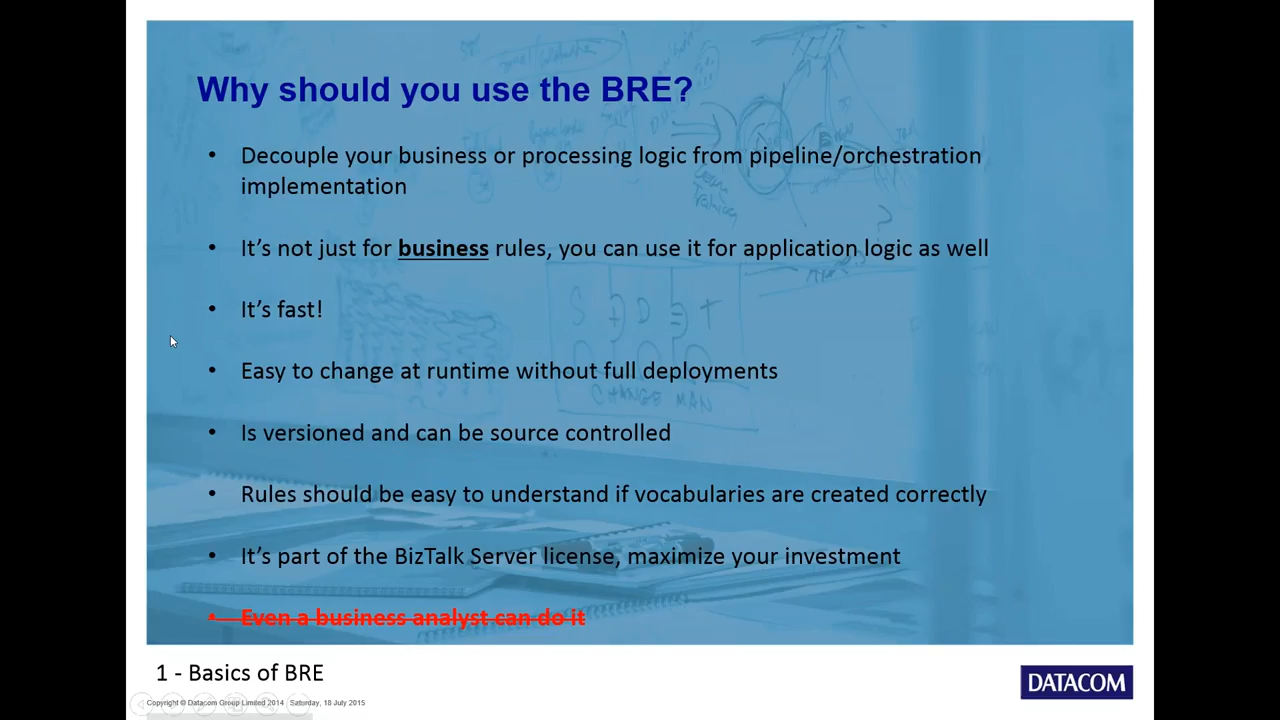 Why should you use the BRE?
• Decouple your business or processing logic from pipeline/orchestration
implementation
• It's not just for business rules, you can use it for application logic as well
• It's fast!
• Easy to change at runtime without full deployments
• Is versioned and can be source controlled
• Rules should be easy to understand if vocabularies are created correctly
• It's part of the BizTalk Server license, maximize your investment
• Even a business analyst can do it
CHANGE MAN
1 - Basics of BRE
DATACOM
Copyright © Datacom Group Limited 2014 Saturday, 18 July 2015